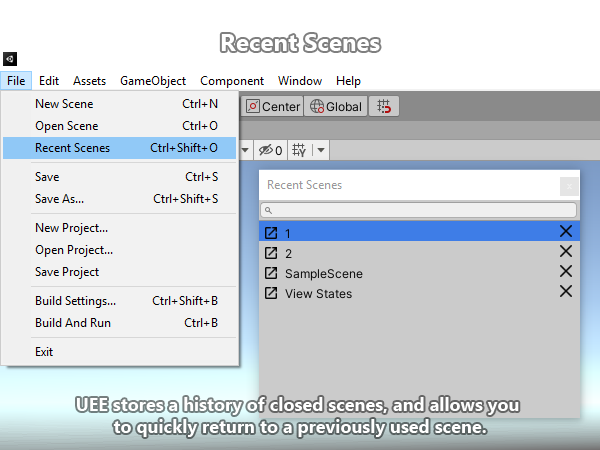 Recent Scenes
File Edit Assets GameObject Component Window Help
New Scene Ctrl+N
Open Scene Ctrl+O
Recent Scenes Ctrl+Shift+O
Save Ctrl+S
Save As... Ctrl+Shift+S
New Project...
Open Project...
Save Project
Build Settings... Ctrl+Shift+B
Build And Run Ctrl+B
Exit
Center Global
0
Recent Scenes
1
2
SampleScene
View States
UEE stores a history of closed scenes, and allows you
to quickly return to a previously used scene.